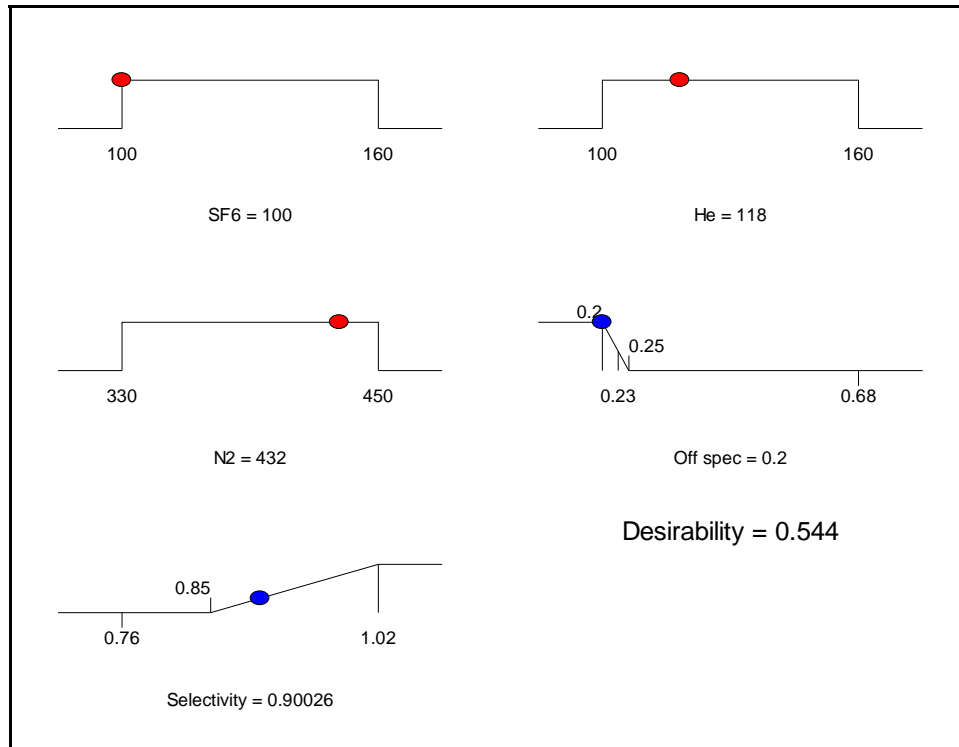 100 160
SF6 = 100
100 160
He = 118
330 450
N2 = 432
0.2
0.25
0.23 0.68
Off spec = 0.2
0.85
0.76 1.02
Selectivity = 0.90026
Desirability = 0.544